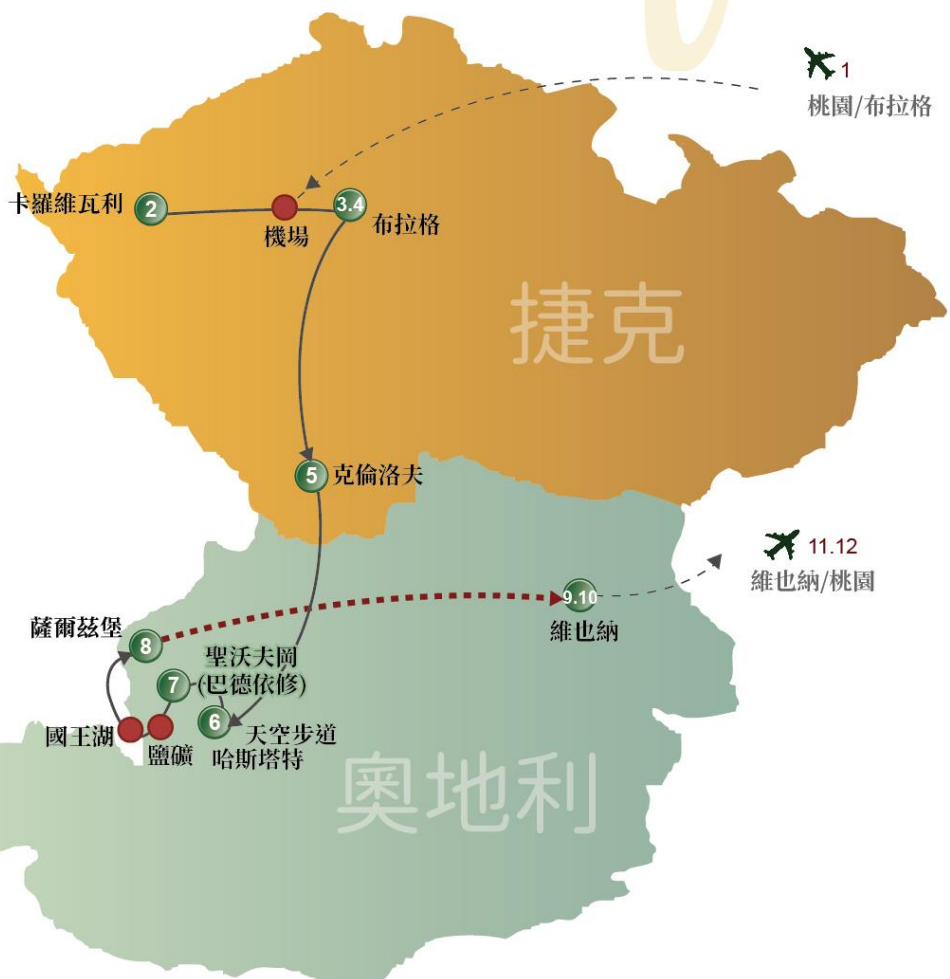 1
桃園/布拉格
卡羅維瓦利
2
機場
3.4
布拉格
捷克
5
克倫洛夫
11.12
維也納/桃園
9.10
維也納
薩爾茲堡
8
聖沃夫岡
(巴德依修)
7
6
天空步道
哈斯塔特
國王湖
鹽礦
奧地利